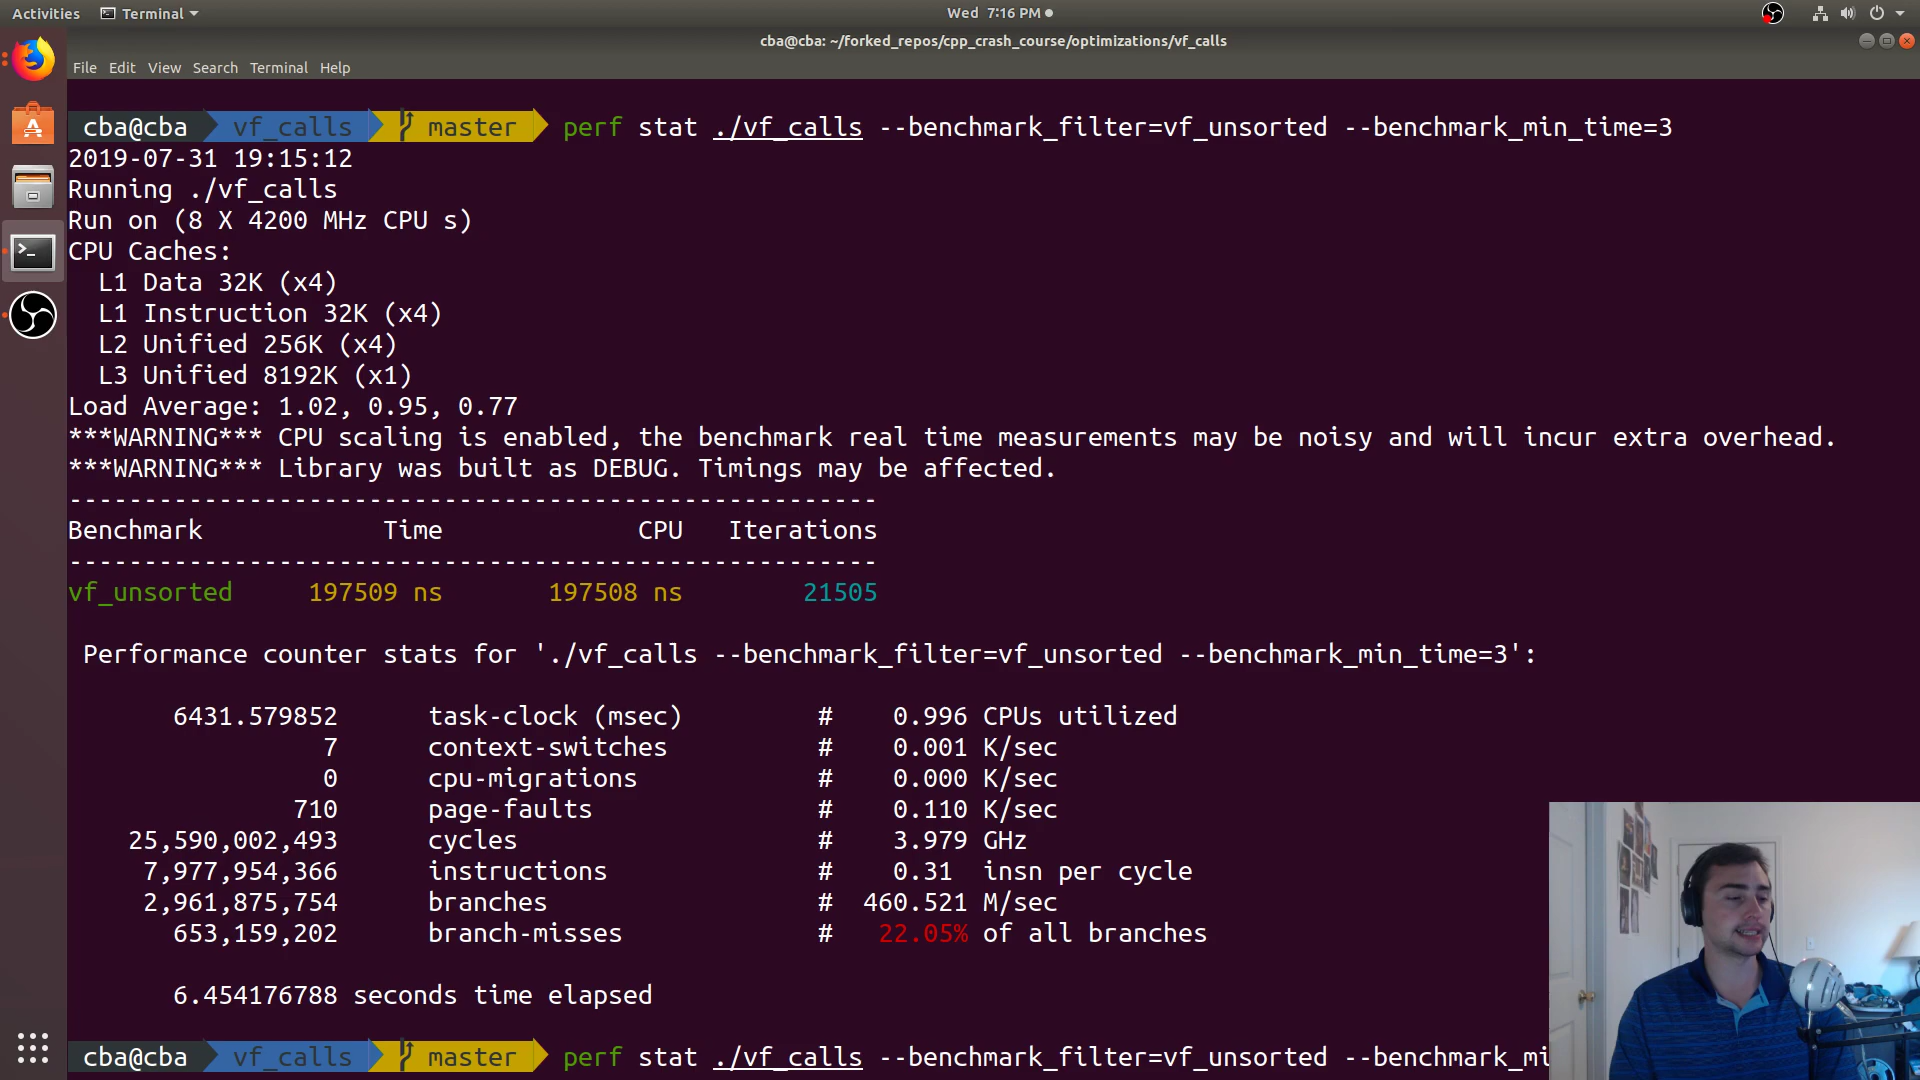 Activities Terminal Wed 7:16 PM
cba@cba: ~/forked_repos/cpp_crash_course/optimizations/vf_calls
File Edit View Search Terminal Help
cba@cba vf_calls master perf stat ./vf_calls --benchmark_filter=vf_unsorted --benchmark_min_time=3
2019-07-31 19:15:12
Running ./vf_calls
Run on (8 X 4200 MHz CPU s)
CPU Caches:
L1 Data 32K (x4)
L1 Instruction 32K (x4)
L2 Unified 256K (x4)
L3 Unified 8192K (x1)
Load Average: 1.02, 0.95, 0.77
***WARNING*** CPU scaling is enabled, the benchmark real time measurements may be noisy and will incur extra overhead.
***WARNING*** Library was built as DEBUG. Timings may be affected.
------------------------------------------------------
Benchmark Time CPU Iterations
------------------------------------------------------
vf_unsorted 197509 ns 197508 ns 21505
Performance counter stats for './vf_calls --benchmark_filter=vf_unsorted --benchmark_min_time=3':
6431.579852 task-clock (msec) # 0.996 CPUs utilized
7 context-switches # 0.001 K/sec
0 cpu-migrations # 0.000 K/sec
710 page-faults # 0.110 K/sec
25,590,002,493 cycles # 3.979 GHz
7,977,954,366 instructions # 0.31 insn per cycle
2,961,875,754 branches # 460.521 M/sec
653,159,202 branch-misses # 22.05% of all branches
6.454176788 seconds time elapsed
cba@cba vf_calls master perf stat ./vf_calls --benchmark_filter=vf_unsorted --benchmark_mi